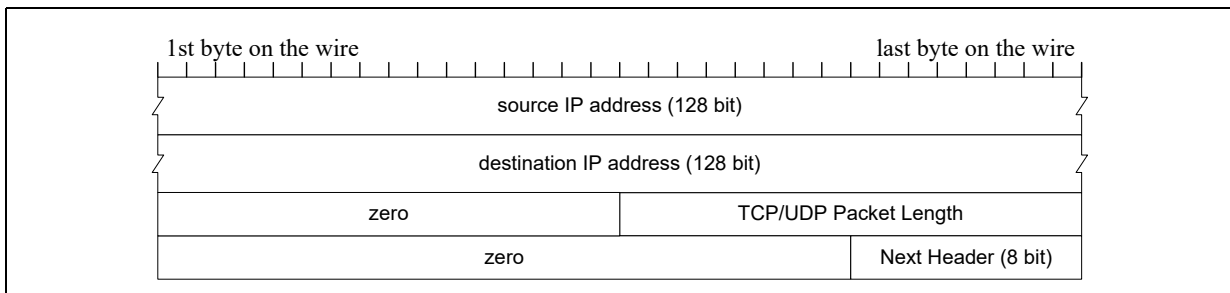 1st byte on the wire last byte on the wire
source IP address (128 bit)
destination IP address (128 bit)
zero TCP/UDP Packet Length
zero Next Header (8 bit)